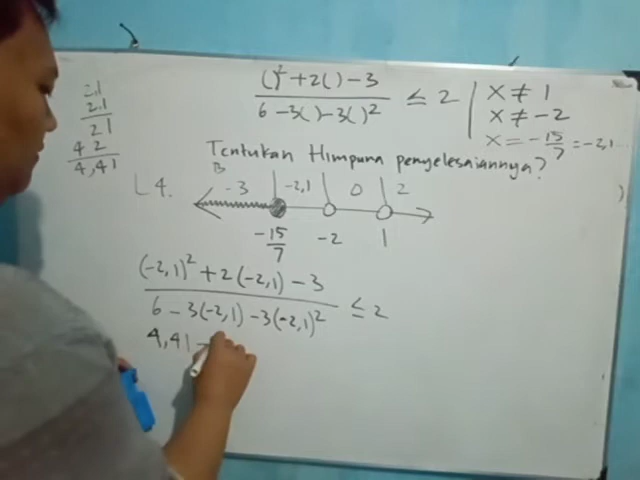 ( )² + 2( ) - 3 / 6 - 3( ) - 3( )² ≤ 2
x ≠ 1
x ≠ -2
x = -15/7 = -2,1...
2,1
2,1
21
42
4,41
Tentukan Himpuna penyelesaiannya?
L4.
B
-3 -2,1 0 2
-15/7 -2 1
(-2,1)² + 2(-2,1) - 3 / 6 - 3(-2,1) - 3(-2,1)² ≤ 2
4,41 -